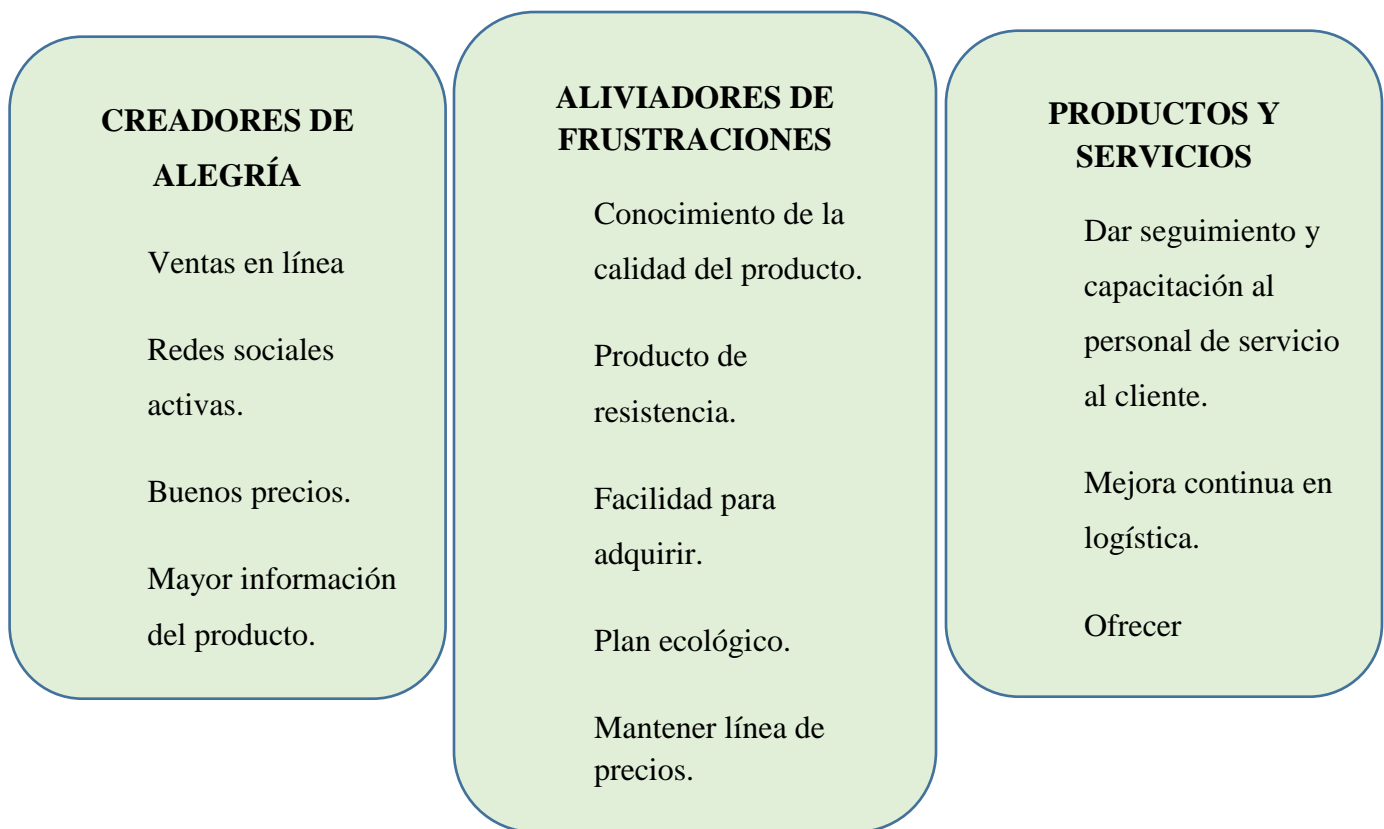 CREADORES DE
ALEGRÍA
Ventas en línea
Redes sociales
activas.
Buenos precios.
Mayor información
del producto.
ALIVIADORES DE
FRUSTRACIONES
Conocimiento de la
calidad del producto.
Producto de
resistencia.
Facilidad para
adquirir.
Plan ecológico.
Mantener línea de
precios.
PRODUCTOS Y
SERVICIOS
Dar seguimiento y
capacitación al
personal de servicio
al cliente.
Mejora continua en
logística.
Ofrecer